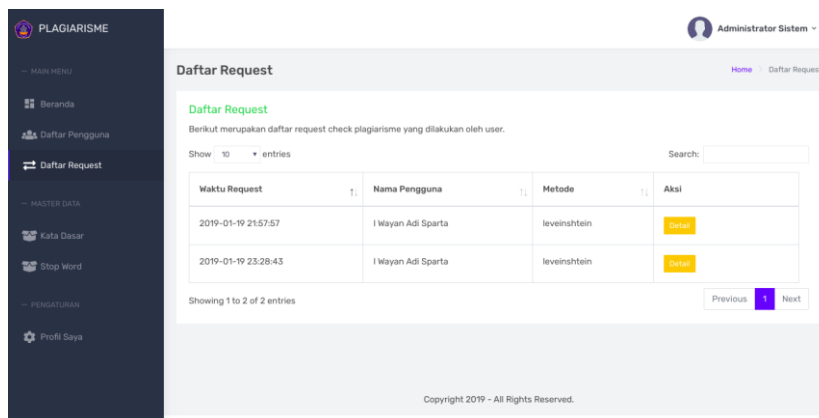 PLAGIARISME
Administrator Sistem
— MAIN MENU
Beranda
Daftar Pengguna
Daftar Request
— MASTER DATA
Kata Dasar
Stop Word
— PENGATURAN
Profil Saya
Daftar Request
Home Daftar Reques
Daftar Request
Berikut merupakan daftar request check plagiarisme yang dilakukan oleh user.
Show 10 entries Search:
Waktu Request Nama Pengguna Metode Aksi
2019-01-19 21:57:57 I Wayan Adi Sparta leveinshtein Detail
2019-01-19 23:28:43 I Wayan Adi Sparta leveinshtein Detail
Showing 1 to 2 of 2 entries Previous 1 Next
Copyright 2019 - All Rights Reserved.